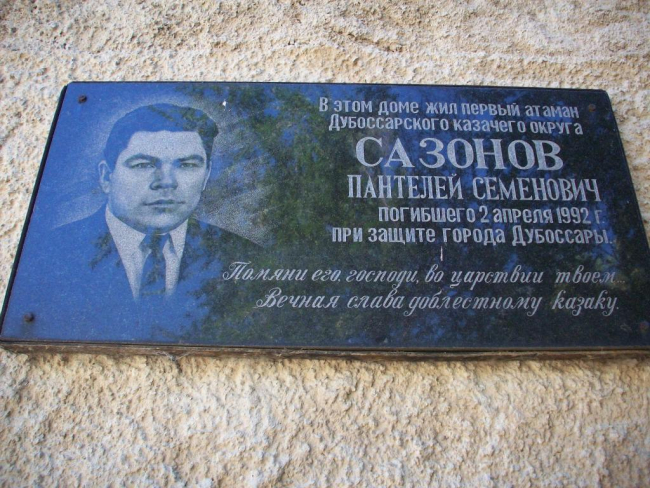 В этом доме жил первый атаман
Дубоссарского казачего округа
САЗОНОВ
ПАНТЕЛЕЙ СЕМЕНОВИЧ
погибшего 2 апреля 1992 г.
при защите города Дубоссары.
Помяни его, господи, во царствии твоем.
Вечная слава доблестному казаку.